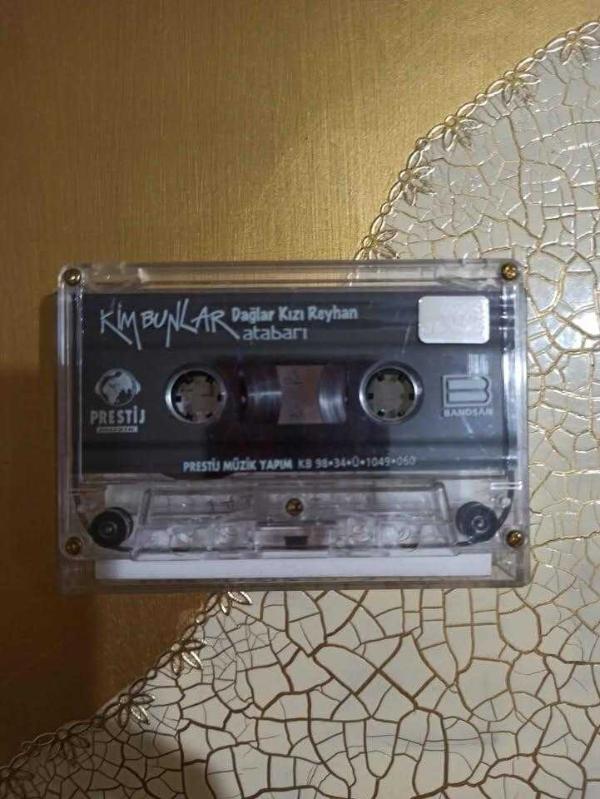 KİM BUNLAR Dağlar Kızı Reyhan
atabarı
PRESTİJ
BANDSAN
PRESTİJ MÜZİK YAPIM KB 98•34•Ü•1049•060